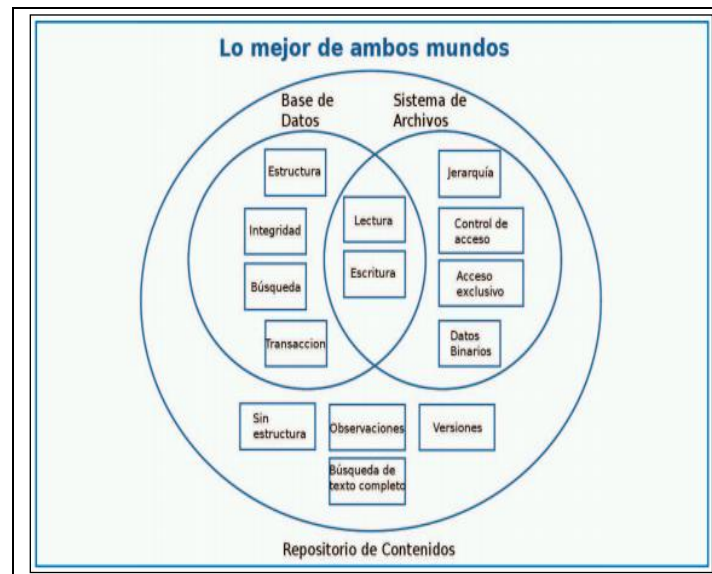 Lo mejor de ambos mundos
Base de
Datos
Sistema de
Archivos
Estructura
Integridad
Búsqueda
Transaccion
Lectura
Escritura
Jerarquía
Control de
acceso
Acceso
exclusivo
Datos
Binarios
Sin
estructura
Observaciones
Versiones
Búsqueda de
texto completo
Repositorio de Contenidos